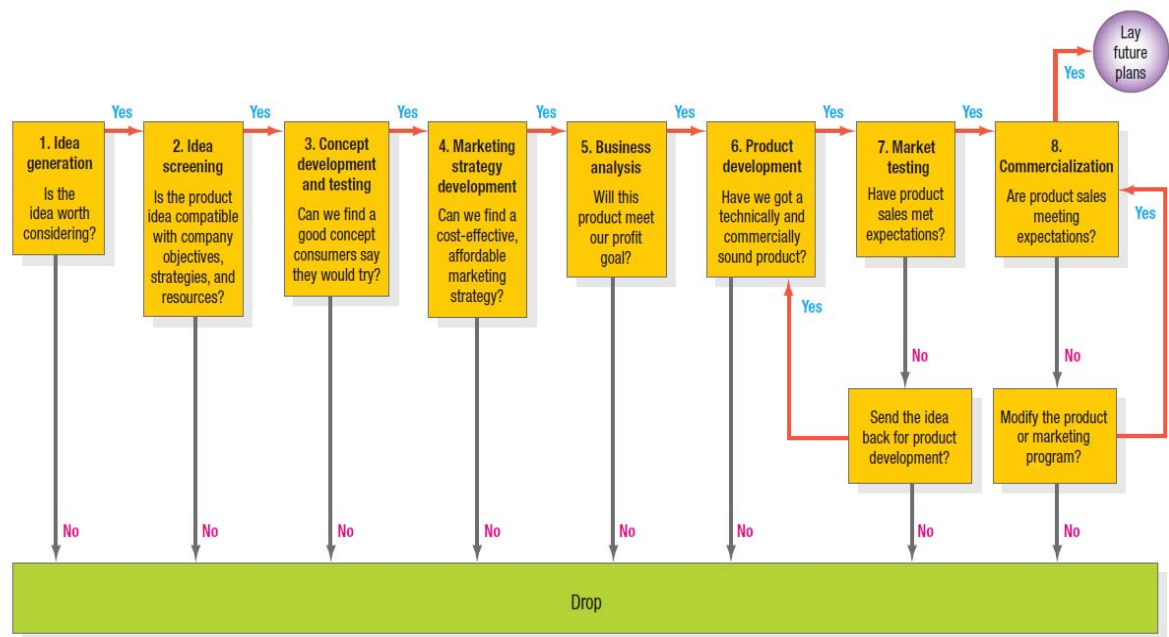 Lay
future
plans
Yes
Yes
Yes
Yes
Yes
Yes
Yes
Yes
1. Idea
generation
Is the
idea worth
considering?
2. Idea
screening
Is the product
idea compatible
with company
objectives,
strategies, and
resources?
3. Concept
development
and testing
Can we find a
good concept
consumers say
they would try?
4. Marketing
strategy
development
Can we find a
cost-effective,
affordable
marketing
strategy?
5. Business
analysis
Will this
product meet
our profit
goal?
6. Product
development
Have we got a
technically and
commercially
sound product?
7. Market
testing
Have product
sales met
expectations?
8.
Commercialization
Are product sales
meeting
expectations?
Yes
Yes
No
No
Send the idea
back for product
development?
Modify the product
or marketing
program?
No
No
No
No
No
No
No
No
Drop